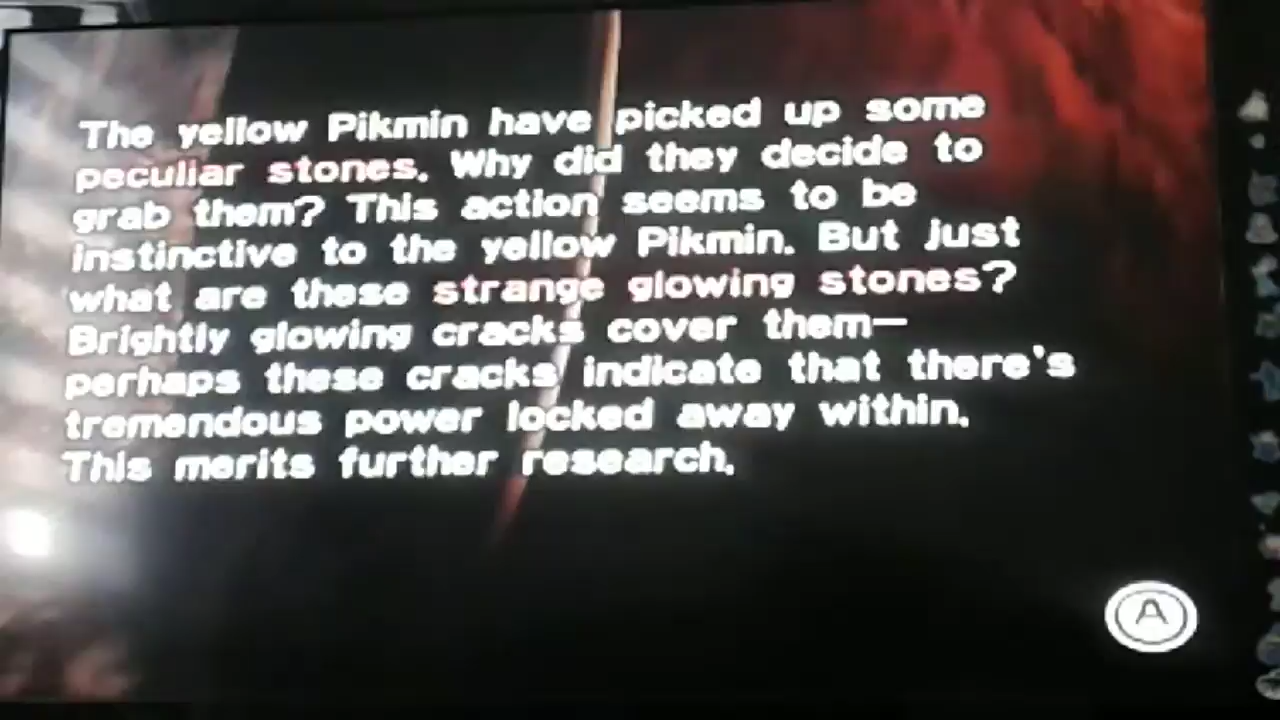 The yellow Pikmin have picked up some
peculiar stones. Why did they decide to
grab them? This action seems to be
instinctive to the yellow Pikmin. But just
what are these strange glowing stones?
Brightly glowing cracks cover them—
perhaps these cracks indicate that there's
tremendous power locked away within.
This merits further research.
A